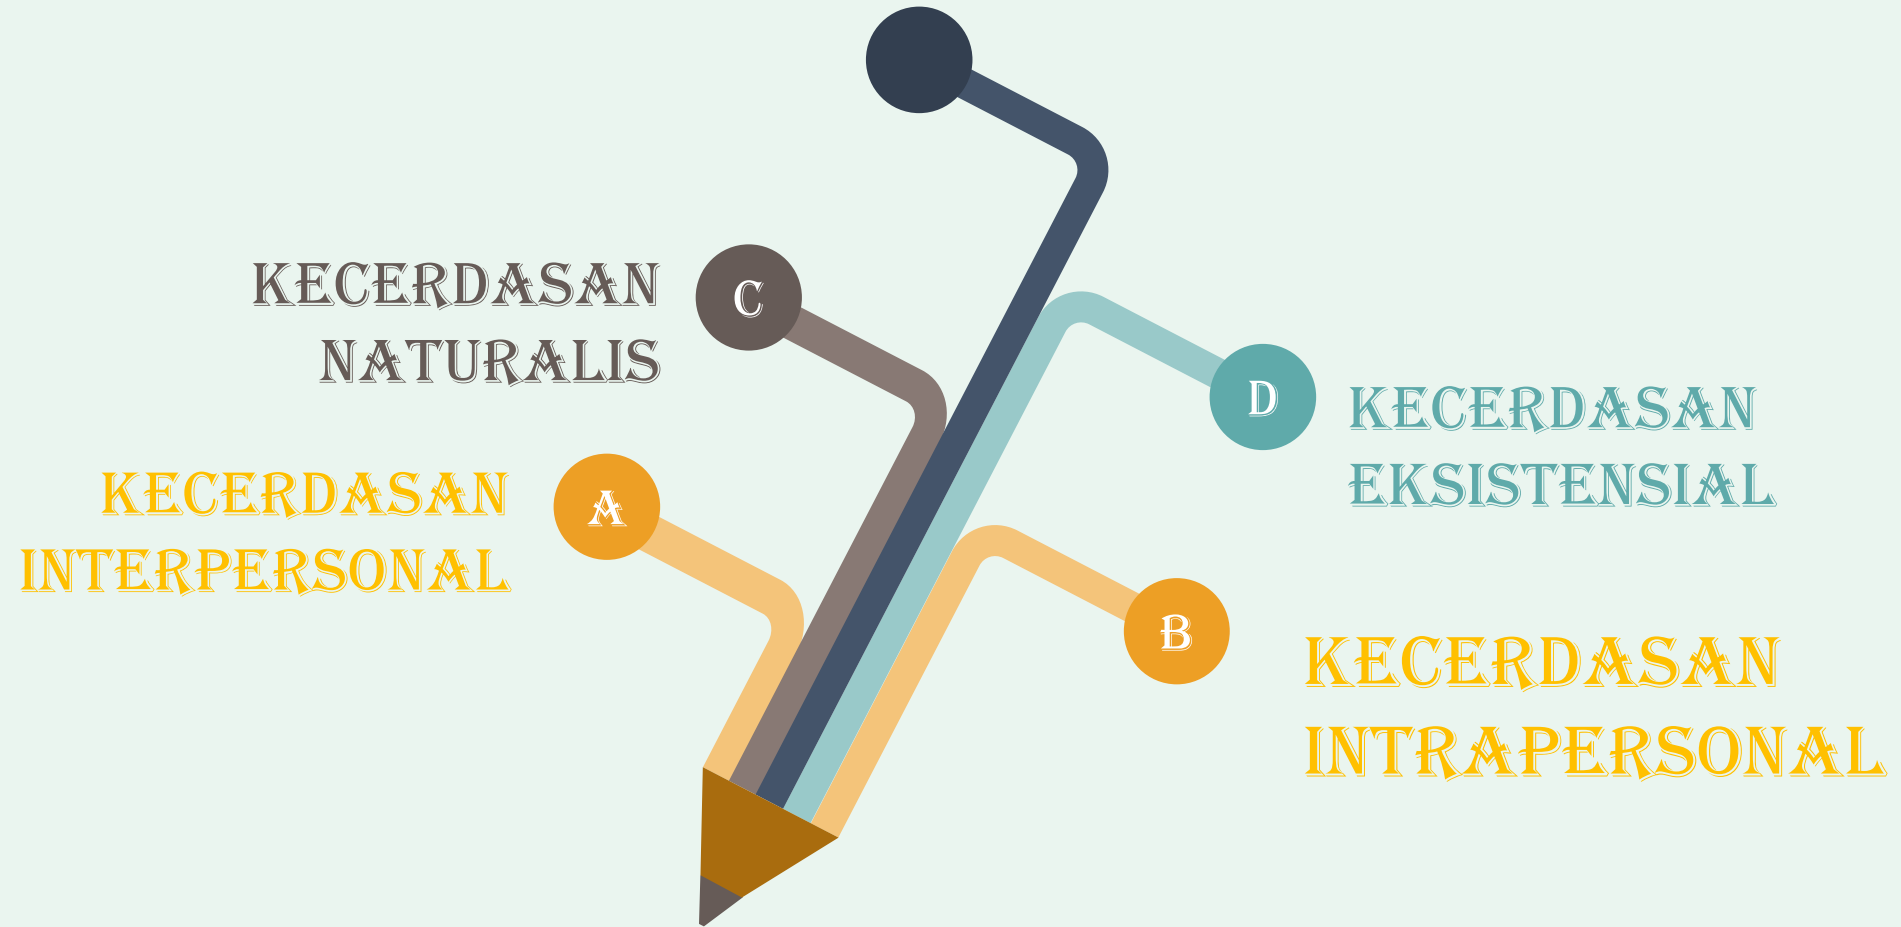 C
KECERDASAN
NATURALIS
D
KECERDASAN
EKSISTENSIAL
A
KECERDASAN
INTERPERSONAL
B
KECERDASAN
INTRAPERSONAL